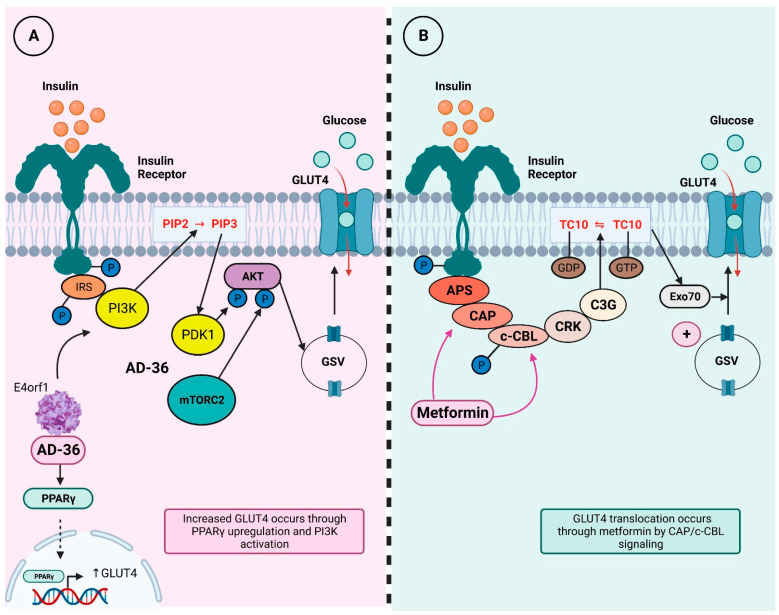 A
Insulin
Insulin
Receptor
Glucose
GLUT4
PIP2 → PIP3
P
IRS
P
PI3K
AKT
P
P
PDK1
AD-36
mTORC2
GSV
E4orf1
AD-36
PPARγ
PPARγ
↑GLUT4
Increased GLUT4 occurs through
PPARγ upregulation and PI3K
activation
B
Insulin
Insulin
Receptor
Glucose
GLUT4
TC10 ⇋ TC10
GDP
GTP
P
APS
CAP
c-CBL
P
CRK
C3G
Exo70
+
GSV
Metformin
GLUT4 translocation occurs
through metformin by CAP/c-CBL
signaling